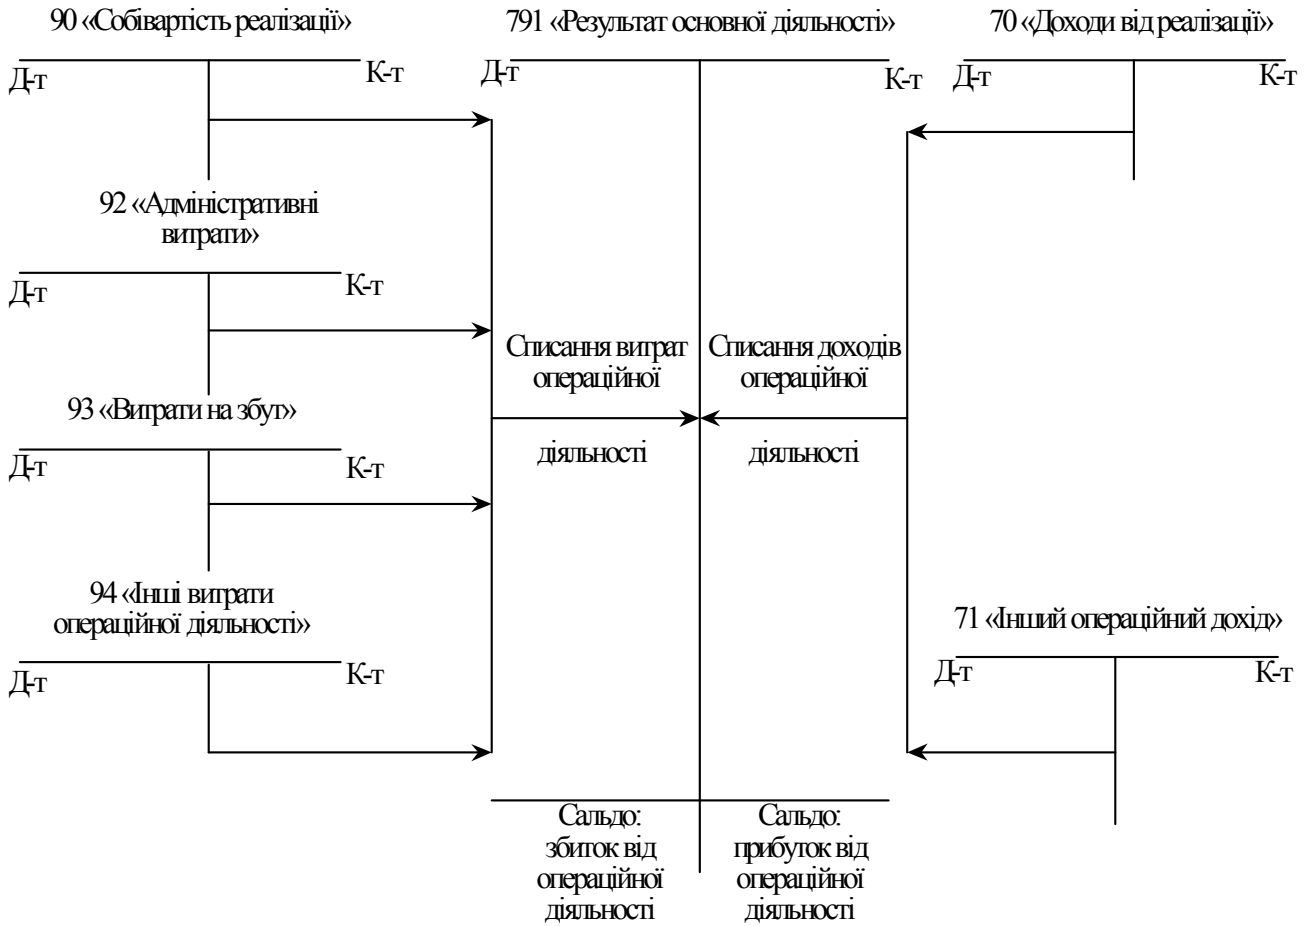 90 «Собівартість реалізації»
791 «Результат основної діяльності»
70 «Доходи від реалізації»
Д-т
К-т
Д-т
К-т
Д-т
К-т
92 «Адміністративні
витрати»
Д-т
К-т
Списання витрат
операційної
діяльності
Списання доходів
операційної
діяльності
93 «Витрати на збут»
Д-т
К-т
94 «Інші витрати
операційної діяльності»
Д-т
К-т
71 «Інший операційний дохід»
Д-т
К-т
Сальдо:
збиток від
операційної
діяльності
Сальдо:
прибуток від
операційної
діяльності